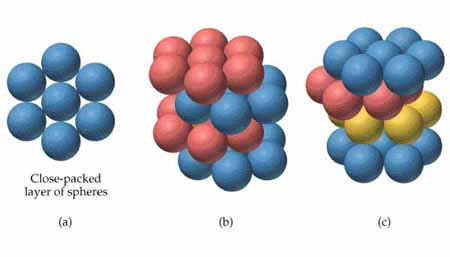 Close-packed
layer of spheres
(a)
(b)
(c)